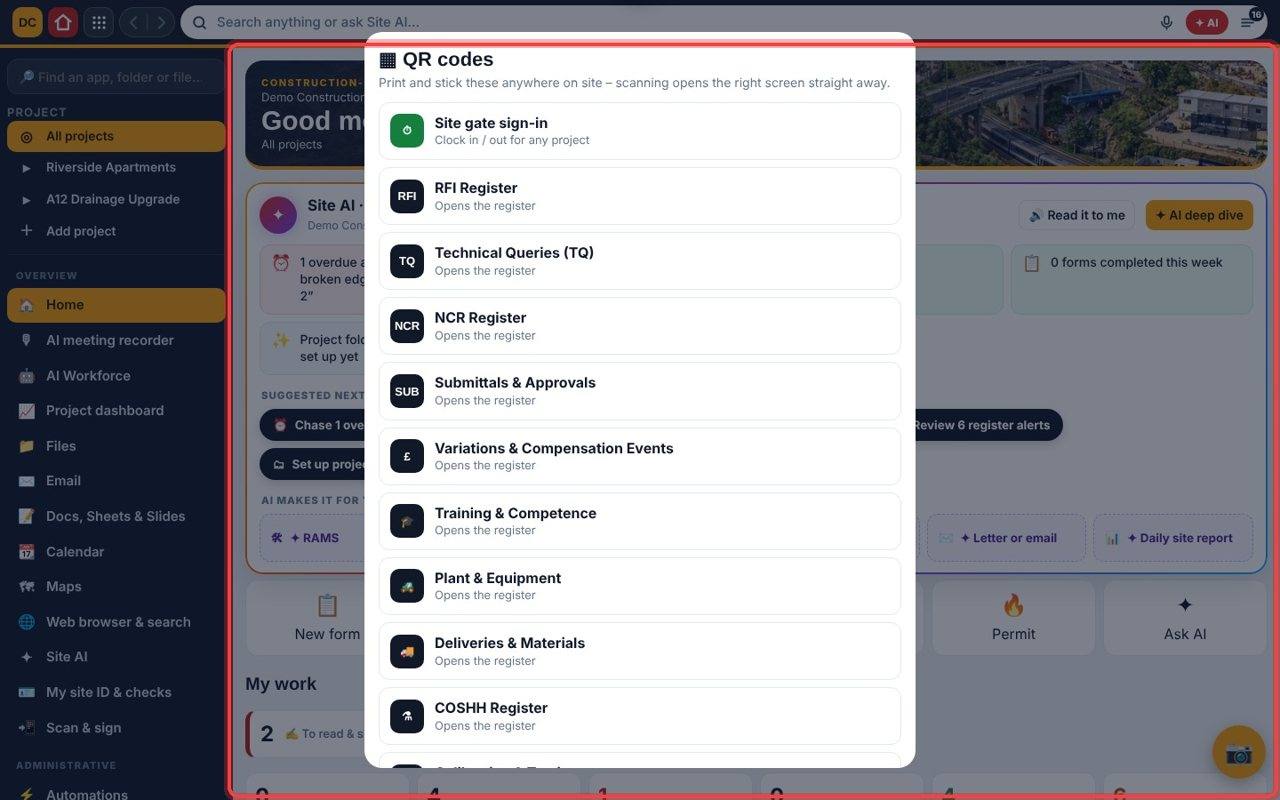 DC
Search anything or ask Site AI...
✦ AI
16
Find an app, folder or file...
PROJECT
All projects
Riverside Apartments
A12 Drainage Upgrade
Add project
OVERVIEW
Home
AI meeting recorder
AI Workforce
Project dashboard
Files
Email
Docs, Sheets & Slides
Calendar
Maps
Web browser & search
Site AI
My site ID & checks
Scan & sign
ADMINISTRATIVE
Automations
CONSTRUCTION-
Demo Construction
Good m
All projects
Site AI ·
Demo Con
Read it to me
✦ AI deep dive
1 overdue a
broken edg
2"
0 forms completed this week
Project fol
set up yet
SUGGESTED NEXT
Chase 1 ove
Review 6 register alerts
Set up proje
AI MAKES IT FOR
✦ RAMS
✦ Letter or email
✦ Daily site report
New form
Permit
Ask AI
My work
2
To read & s
QR codes
Print and stick these anywhere on site – scanning opens the right screen straight away.
Site gate sign-in
Clock in / out for any project
RFI
RFI Register
Opens the register
TQ
Technical Queries (TQ)
Opens the register
NCR
NCR Register
Opens the register
SUB
Submittals & Approvals
Opens the register
£
Variations & Compensation Events
Opens the register
Training & Competence
Opens the register
Plant & Equipment
Opens the register
Deliveries & Materials
Opens the register
COSHH Register
Opens the register